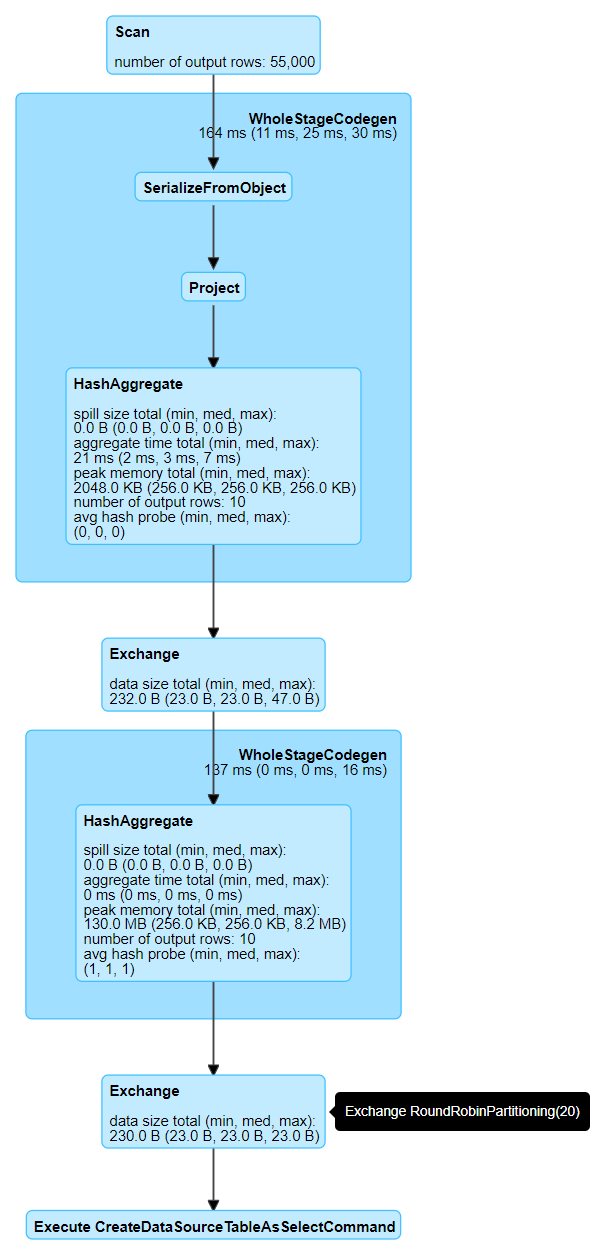 Scan
number of output rows: 55,000
WholeStageCodegen
164 ms (11 ms, 25 ms, 30 ms)
SerializeFromObject
Project
HashAggregate
spill size total (min, med, max):
0.0 B (0.0 B, 0.0 B, 0.0 B)
aggregate time total (min, med, max):
21 ms (2 ms, 3 ms, 7 ms)
peak memory total (min, med, max):
2048.0 KB (256.0 KB, 256.0 KB, 256.0 KB)
number of output rows: 10
avg hash probe (min, med, max):
(0, 0, 0)
Exchange
data size total (min, med, max):
232.0 B (23.0 B, 23.0 B, 47.0 B)
WholeStageCodegen
137 ms (0 ms, 0 ms, 16 ms)
HashAggregate
spill size total (min, med, max):
0.0 B (0.0 B, 0.0 B, 0.0 B)
aggregate time total (min, med, max):
0 ms (0 ms, 0 ms, 0 ms)
peak memory total (min, med, max):
130.0 MB (256.0 KB, 256.0 KB, 8.2 MB)
number of output rows: 10
avg hash probe (min, med, max):
(1, 1, 1)
Exchange
data size total (min, med, max):
230.0 B (23.0 B, 23.0 B, 23.0 B)
Exchange RoundRobinPartitioning(20)
Execute CreateDataSourceTableAsSelectCommand